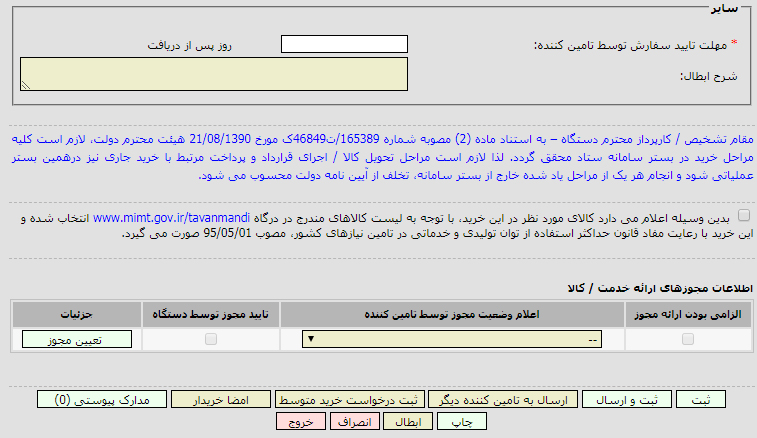 سایر
* مهلت تایید سفارش توسط تامین کننده: روز پس از دریافت
شرح ابطال:
مقام تشخیص / کارپرداز محترم دستگاه – به استناد ماده (2) مصوبه شماره 165389/ت46849ک مورخ 21/08/1390 هیئت محترم دولت، لازم است کلیه
مراحل خرید در بستر سامانه ستاد محقق گردد. لذا لازم است مراحل تحویل کالا / اجرای قرارداد و پرداخت مرتبط با خرید جاری نیز درهمین بستر
عملیاتی شود و انجام هر یک از مراحل یاد شده خارج از بستر سامانه، تخلف از آیین نامه دولت محسوب می شود.
بدین وسیله اعلام می دارد کالای مورد نظر در این خرید، با توجه به لیست کالاهای مندرج در درگاه www.mimt.gov.ir/tavanmandi انتخاب شده و
این خرید با رعایت مفاد قانون حداکثر استفاده از توان تولیدی و خدماتی در تامین نیازهای کشور، مصوب 95/05/01 صورت می گیرد.
اطلاعات مجوزهای ارائه خدمت / کالا
الزامی بودن ارائه مجوز اعلام وضعیت مجوز توسط تامین کننده تایید مجوز توسط دستگاه جزئیات
-- تعیین مجوز
ثبت ثبت و ارسال ارسال به تامین کننده دیگر ثبت درخواست خرید متوسط امضا خریدار مدارک پیوستی (0)
چاپ ابطال انصراف خروج